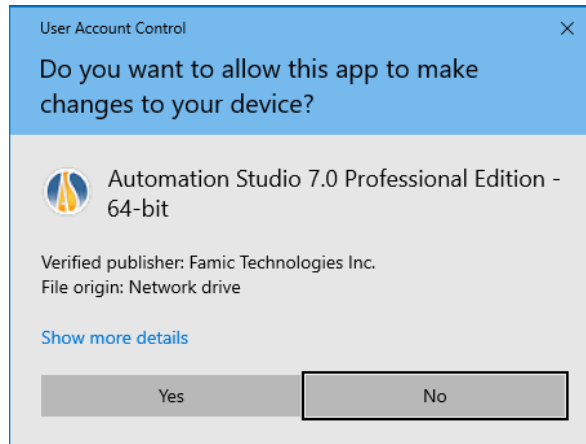 User Account Control
Do you want to allow this app to make
changes to your device?
Automation Studio 7.0 Professional Edition -
64-bit
Verified publisher: Famic Technologies Inc.
File origin: Network drive
Show more details
Yes
No